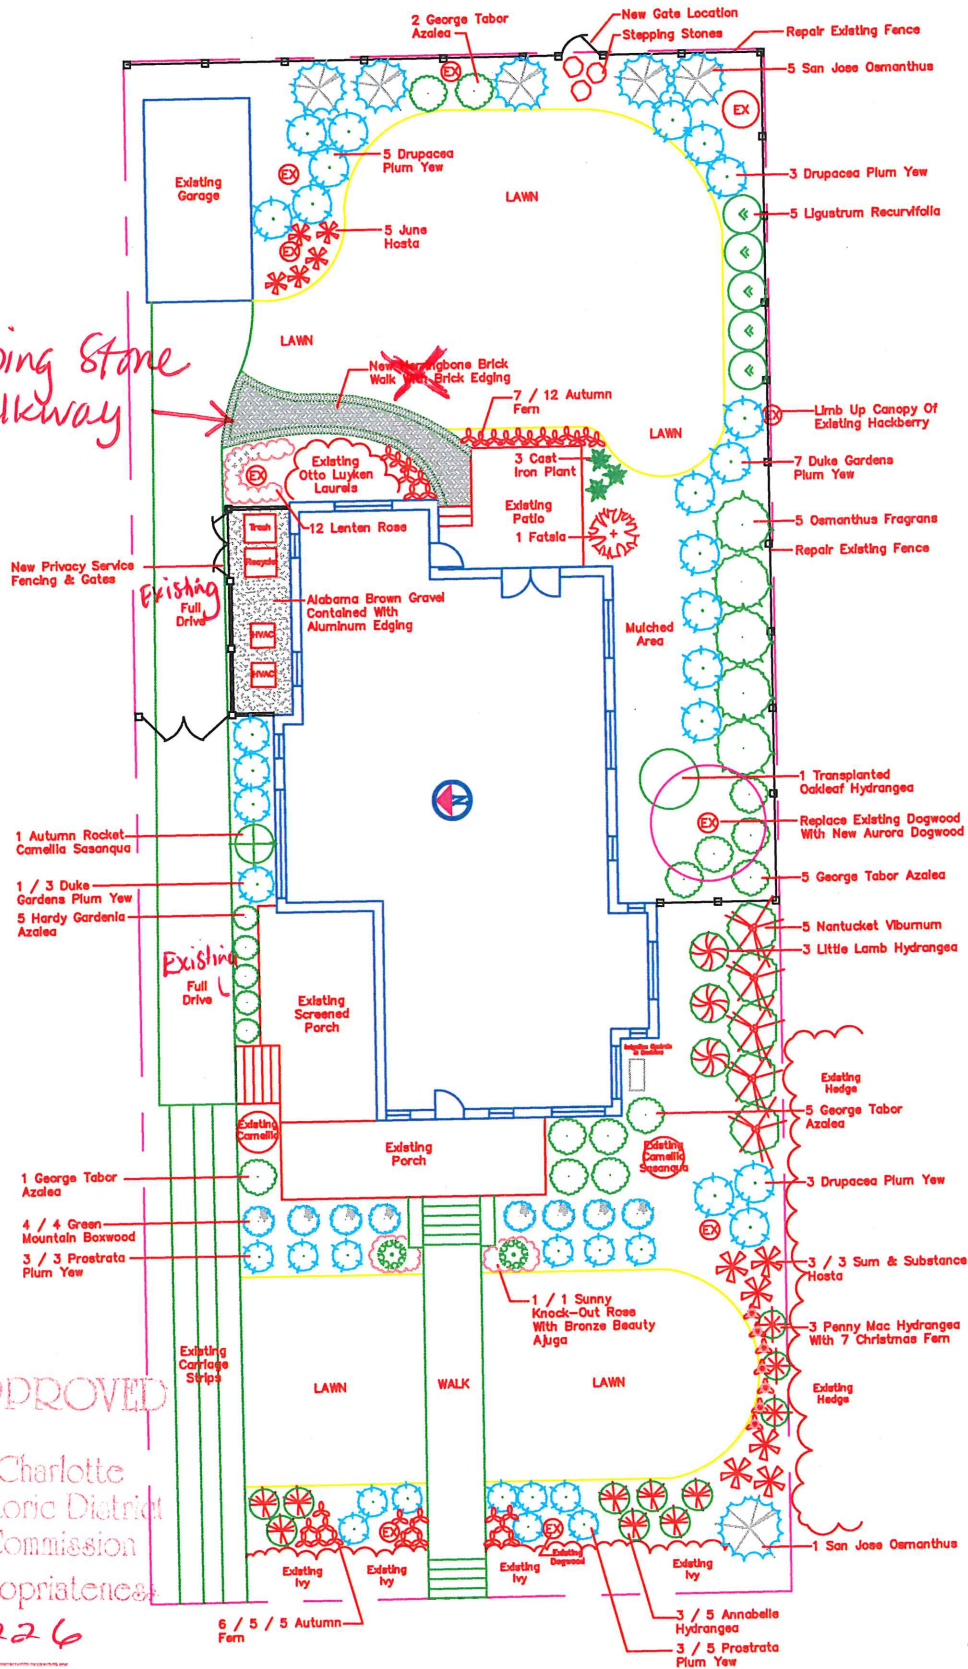 2 George Tabor
Azalea
New Gate Location
Stepping Stones
Repair Existing Fence
5 San Jose Osmanthus
EX
EX
5 Drupacea
Plum Yew
EX
3 Drupacea Plum Yew
Existing
Garage
LAWN
5 Ligustrum Recurvifolia
5 June
Hosta
EX
LAWN
ping Stone
lkway
New Herringbone Brick
Walk With Brick Edging
7 / 12 Autumn
Fern
Limb Up Canopy Of
Existing Hackberry
EX
LAWN
3 Cast
Iron Plant
Existing
Otto Luyken
Laurels
EX
7 Duke Gardens
Plum Yew
Existing
Patio
12 Lenten Rose
1 Fatsia
5 Osmanthus Fragrans
Trash
Recycle
Repair Existing Fence
New Privacy Service
Fencing & Gates
Existing
Full
Drive
Alabama Brown Gravel
Contained With
Aluminum Edging
HVAC
HVAC
Mulched
Area
N
1 Transplanted
Oakleaf Hydrangea
EX
Replace Existing Dogwood
With New Aurora Dogwood
1 Autumn Rocket
Camellia Sasanqua
1 / 3 Duke
Gardens Plum Yew
5 George Tabor Azalea
5 Hardy Gardenia
Azalea
5 Nantucket Viburnum
3 Little Lamb Hydrangea
Existing
Full
Drive
Existing
Screened
Porch
Existing
Hedge
Existing
Camellia
5 George Tabor
Azalea
Existing
Porch
Existing
Camellia
Sasanqua
1 George Tabor
Azalea
3 Drupacea Plum Yew
4 / 4 Green
Mountain Boxwood
EX
3 / 3 Prostrata
Plum Yew
3 / 3 Sum & Substance
Hosta
1 / 1 Sunny
Knock-Out Rose
With Bronze Beauty
Ajuga
3 Penny Mac Hydrangea
With 7 Christmas Fern
Existing
Carriage
Strips
LAWN
WALK
LAWN
Existing
Hedge
PPROVED
Charlotte
toric District
Commission
ropriateness
226
EX
EX
Existing
Dogwood
1 San Jose Osmanthus
Existing
Ivy
Existing
Ivy
Existing
Ivy
Existing
Ivy
6 / 5 / 5 Autumn
Fern
3 / 5 Annabelle
Hydrangea
3 / 5 Prostrata
Plum Yew